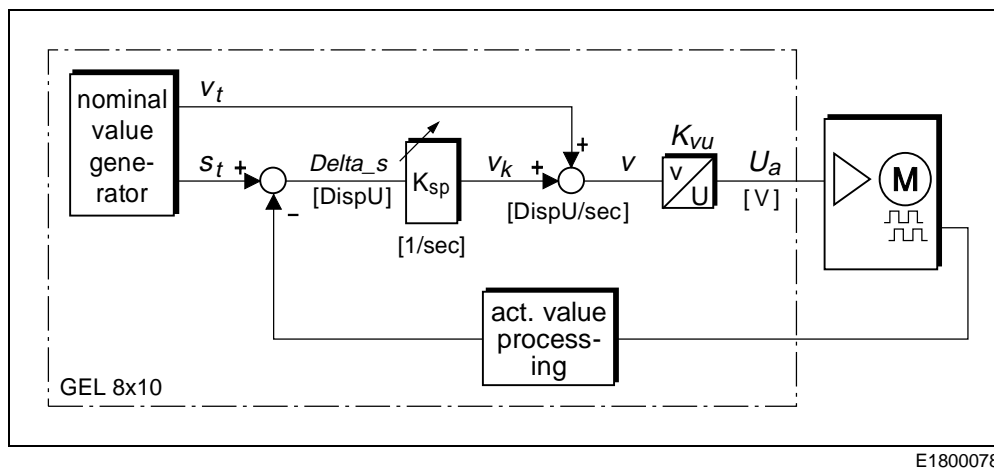 nominal
value
gene-
rator
v_t
s_t
+
-
Delta_s
[DispU]
K_sp
[1/sec]
v_k
+
+
[DispU/sec]
v
K_vu
v
U
U_a
[V]
M
act. value
process-
ing
GEL 8x10
E1800078